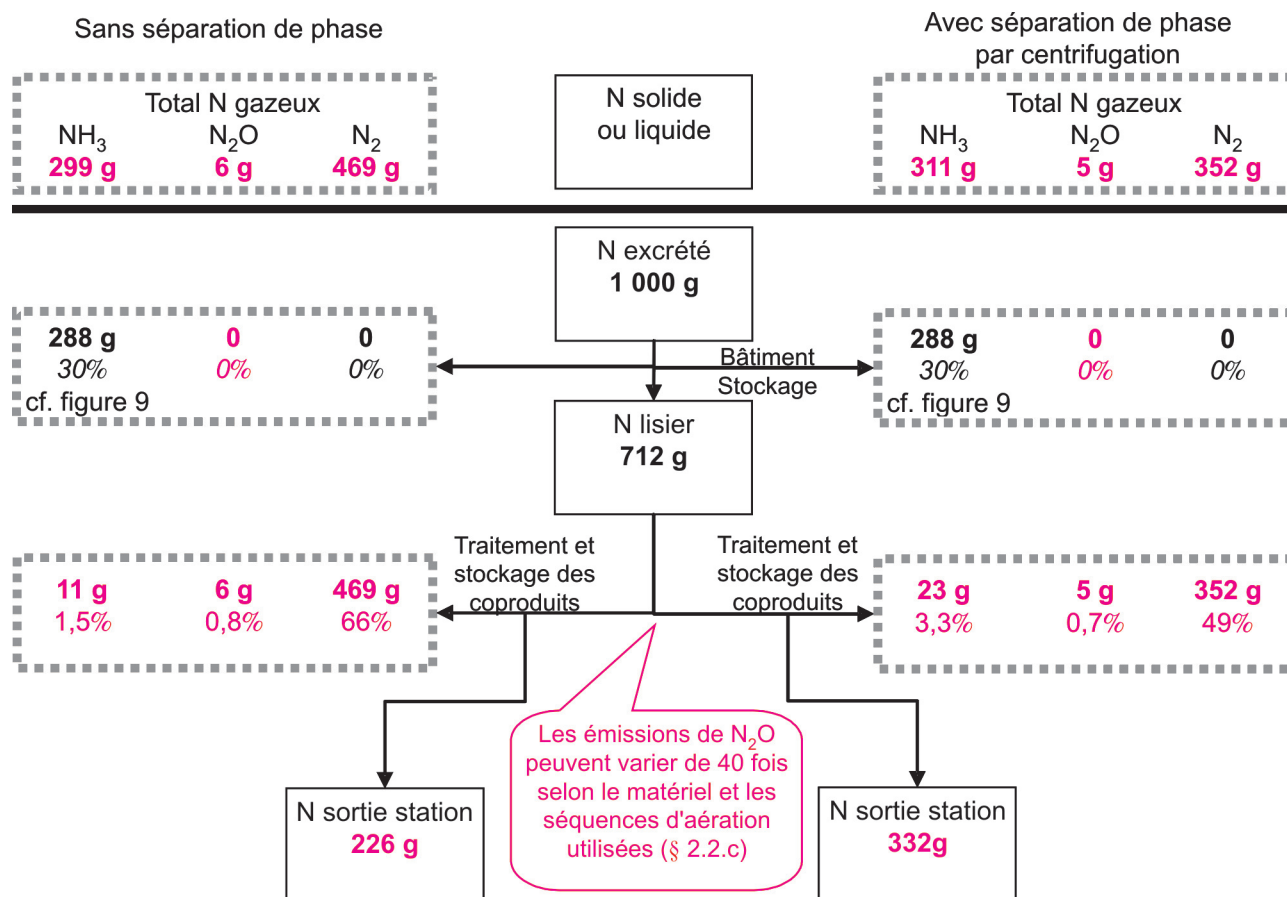 Sans séparation de phase
Total N gazeux
NH₃ N₂O N₂
299 g 6 g 469 g
N solide
ou liquide
Avec séparation de phase
par centrifugation
Total N gazeux
NH₃ N₂O N₂
311 g 5 g 352 g
N excrété
1 000 g
288 g 0 0
30% 0% 0%
cf. figure 9
Bâtiment
Stockage
288 g 0 0
30% 0% 0%
cf. figure 9
N lisier
712 g
Traitement et
stockage des
coproduits
Traitement et
stockage des
coproduits
11 g 6 g 469 g
1,5% 0,8% 66%
23 g 5 g 352 g
3,3% 0,7% 49%
Les émissions de N₂O
peuvent varier de 40 fois
selon le matériel et les
séquences d'aération
utilisées (§ 2.2.c)
N sortie station
226 g
N sortie station
332g